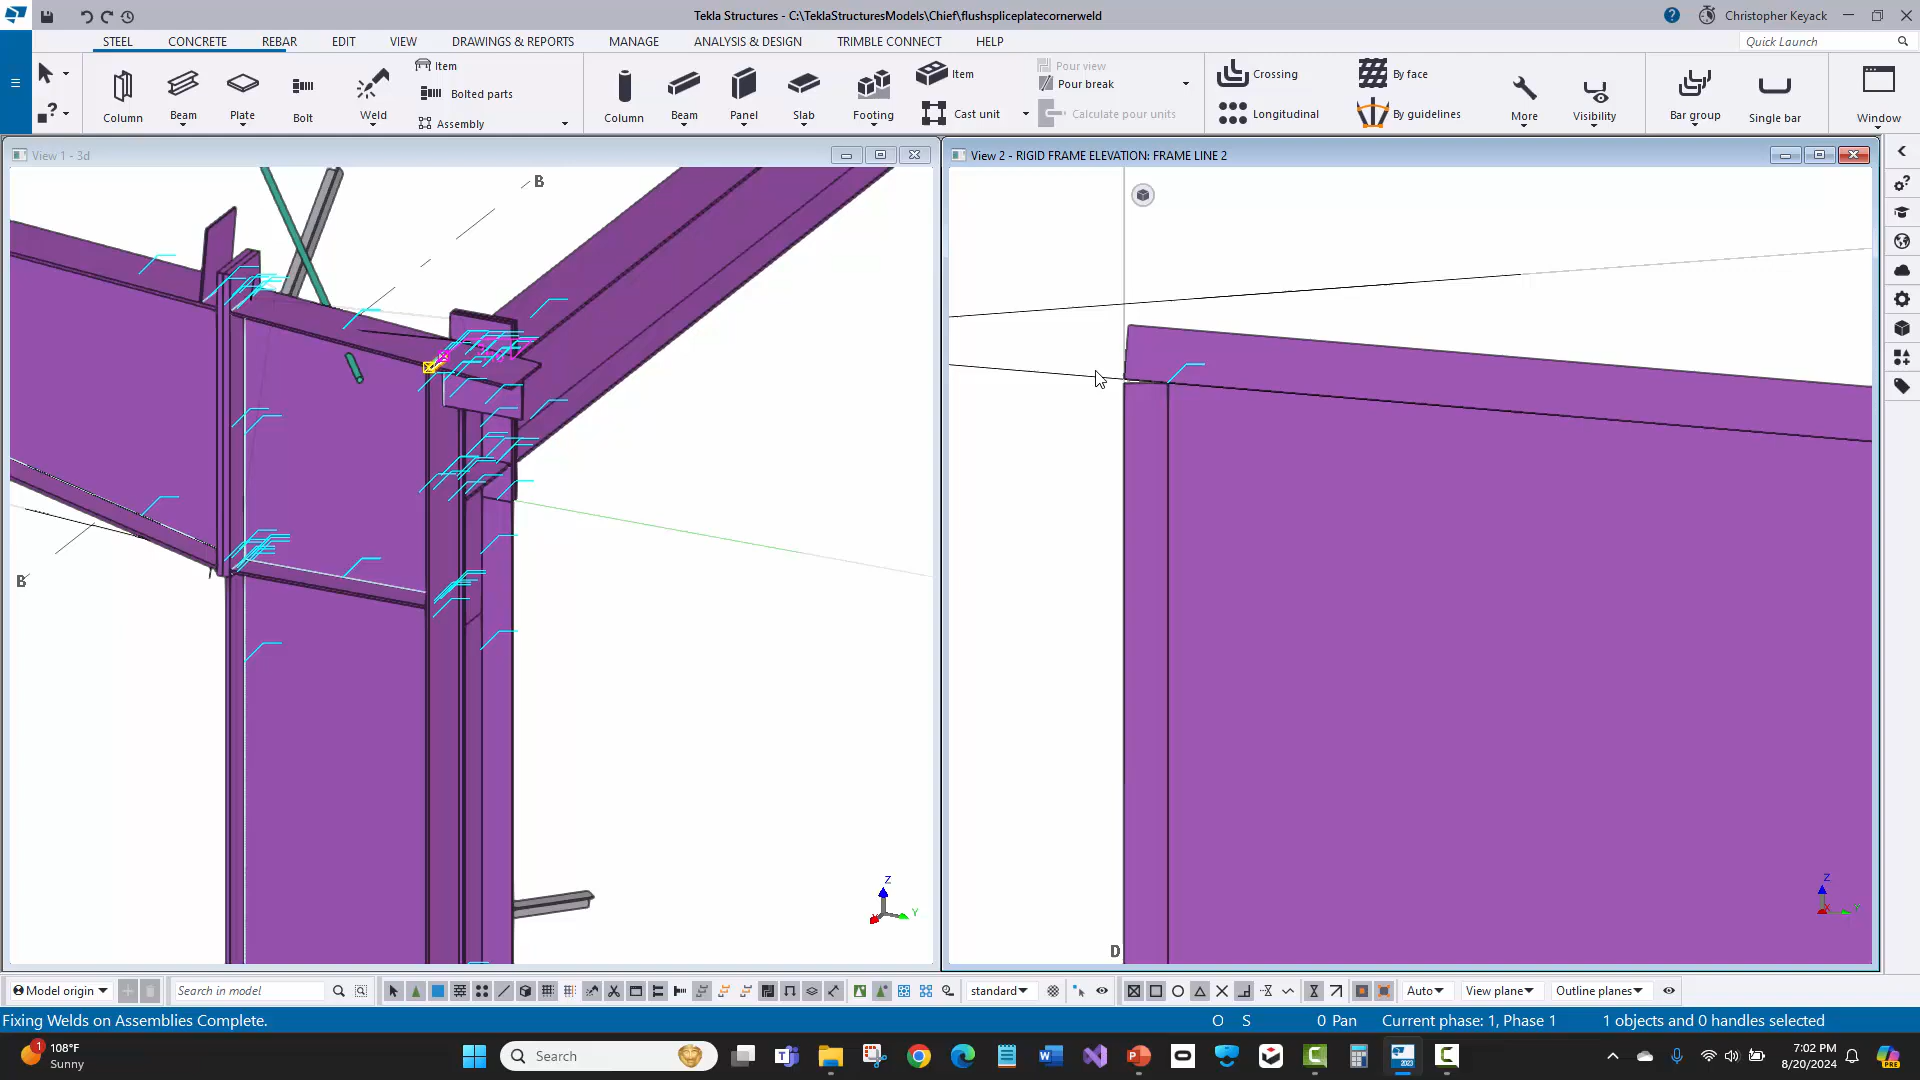 Tekla Structures - C:\TeklaStructuresModels\Chief\flushspliceplatecornerweld
Christopher Keyack
STEEL CONCRETE REBAR EDIT VIEW DRAWINGS & REPORTS MANAGE ANALYSIS & DESIGN TRIMBLE CONNECT HELP
Quick Launch
Column Beam Plate Bolt Weld
Item
Bolted parts
Assembly
Column Beam Panel Slab Footing
Item
Cast unit
Pour view
Pour break
Calculate pour units
Crossing
Longitudinal
By face
By guidelines
More
Visibility
Bar group
Single bar
Window
View 1 - 3d
View 2 - RIGID FRAME ELEVATION: FRAME LINE 2
B
B
Z
Y
X
D
Z
Y
X
Model origin
Search in model
standard
Auto
View plane
Outline planes
Fixing Welds on Assemblies Complete.
O S 0 Pan Current phase: 1, Phase 1 1 objects and 0 handles selected
1
108°F
Sunny
Search
7:02 PM
8/20/2024